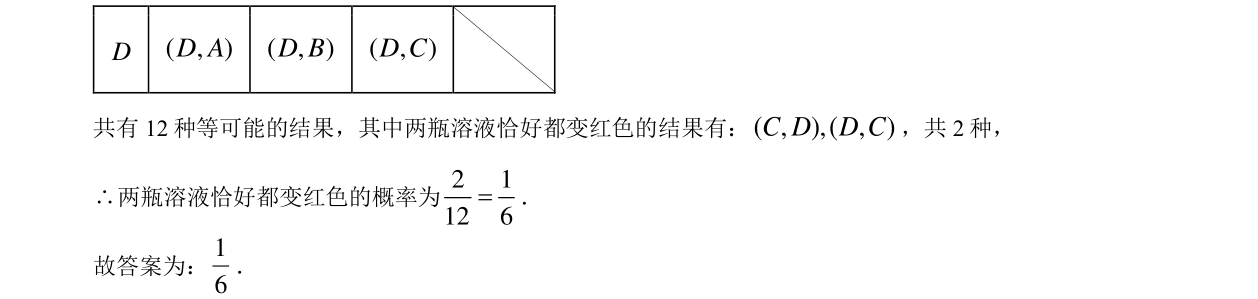 D (D,A) (D,B) (D,C)
共有 12 种等可能的结果，其中两瓶溶液恰好都变红色的结果有：(C,D),(D,C)，共 2 种，
∴两瓶溶液恰好都变红色的概率为 2/12 = 1/6．
故答案为：1/6．